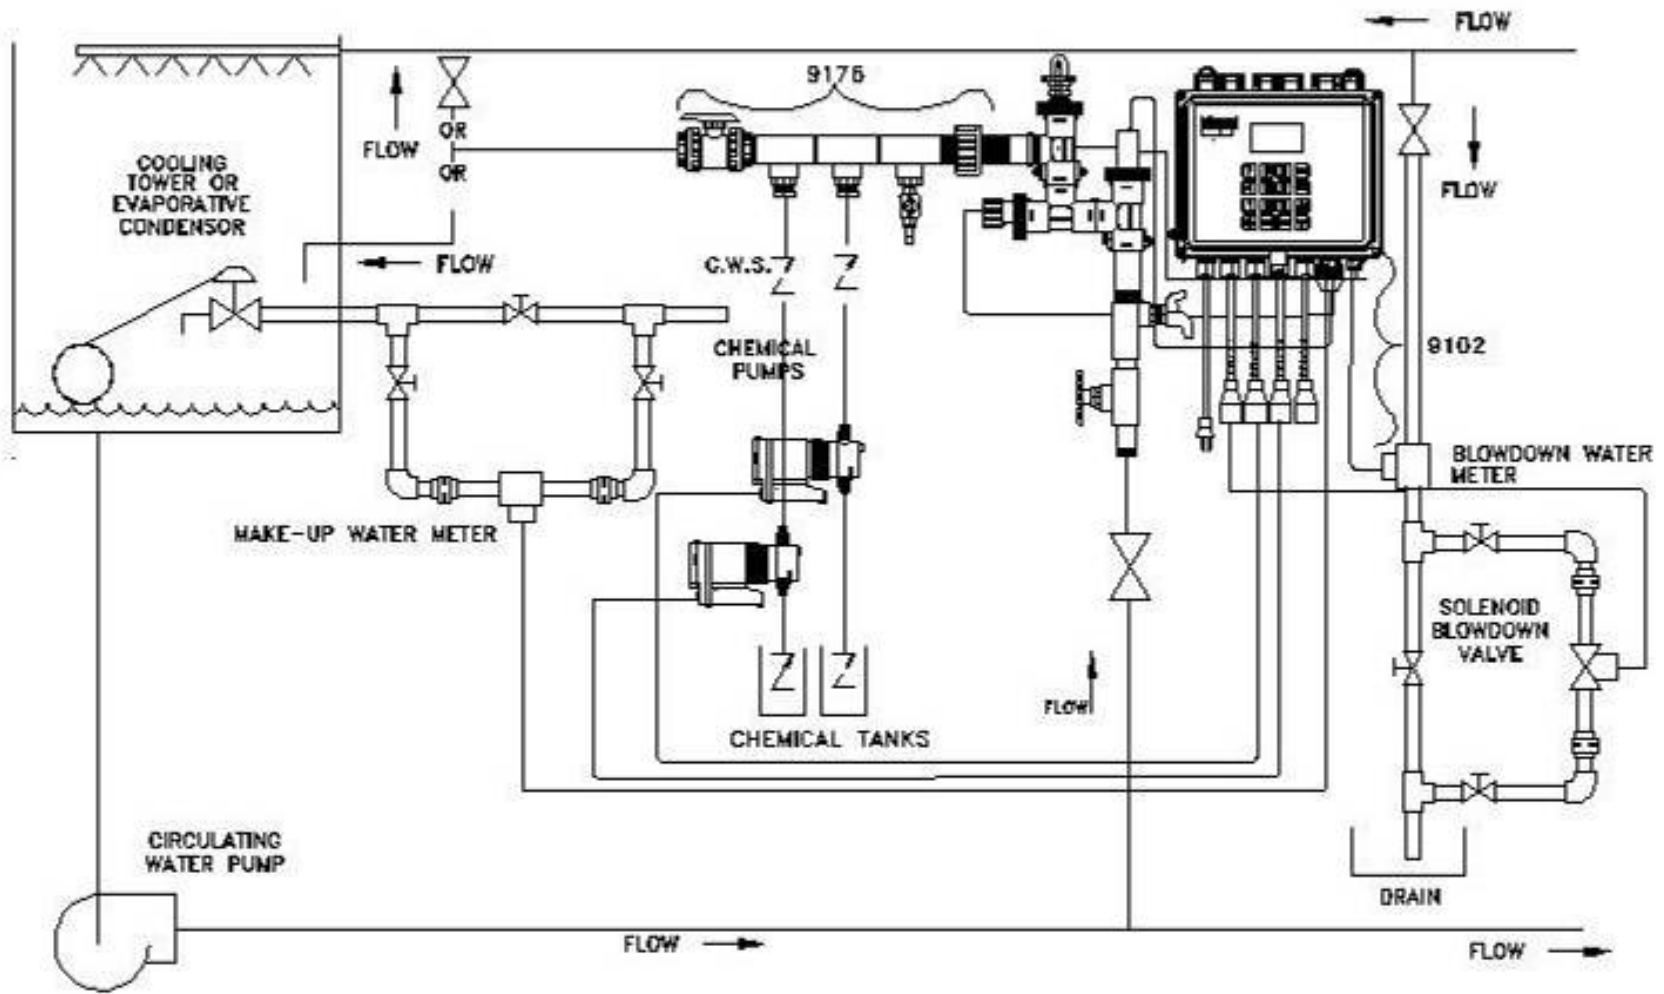 FLOW
9176
OR
FLOW
OR
COOLING
TOWER OR
EVAPORATIVE
CONDENSOR
FLOW
FLOW
C.W.S.
CHEMICAL
PUMPS
9102
BLOWDOWN WATER
METER
MAKE-UP WATER METER
SOLENOID
BLOWDOWN
VALVE
FLOW
CHEMICAL TANKS
CIRCULATING
WATER PUMP
DRAIN
FLOW
FLOW